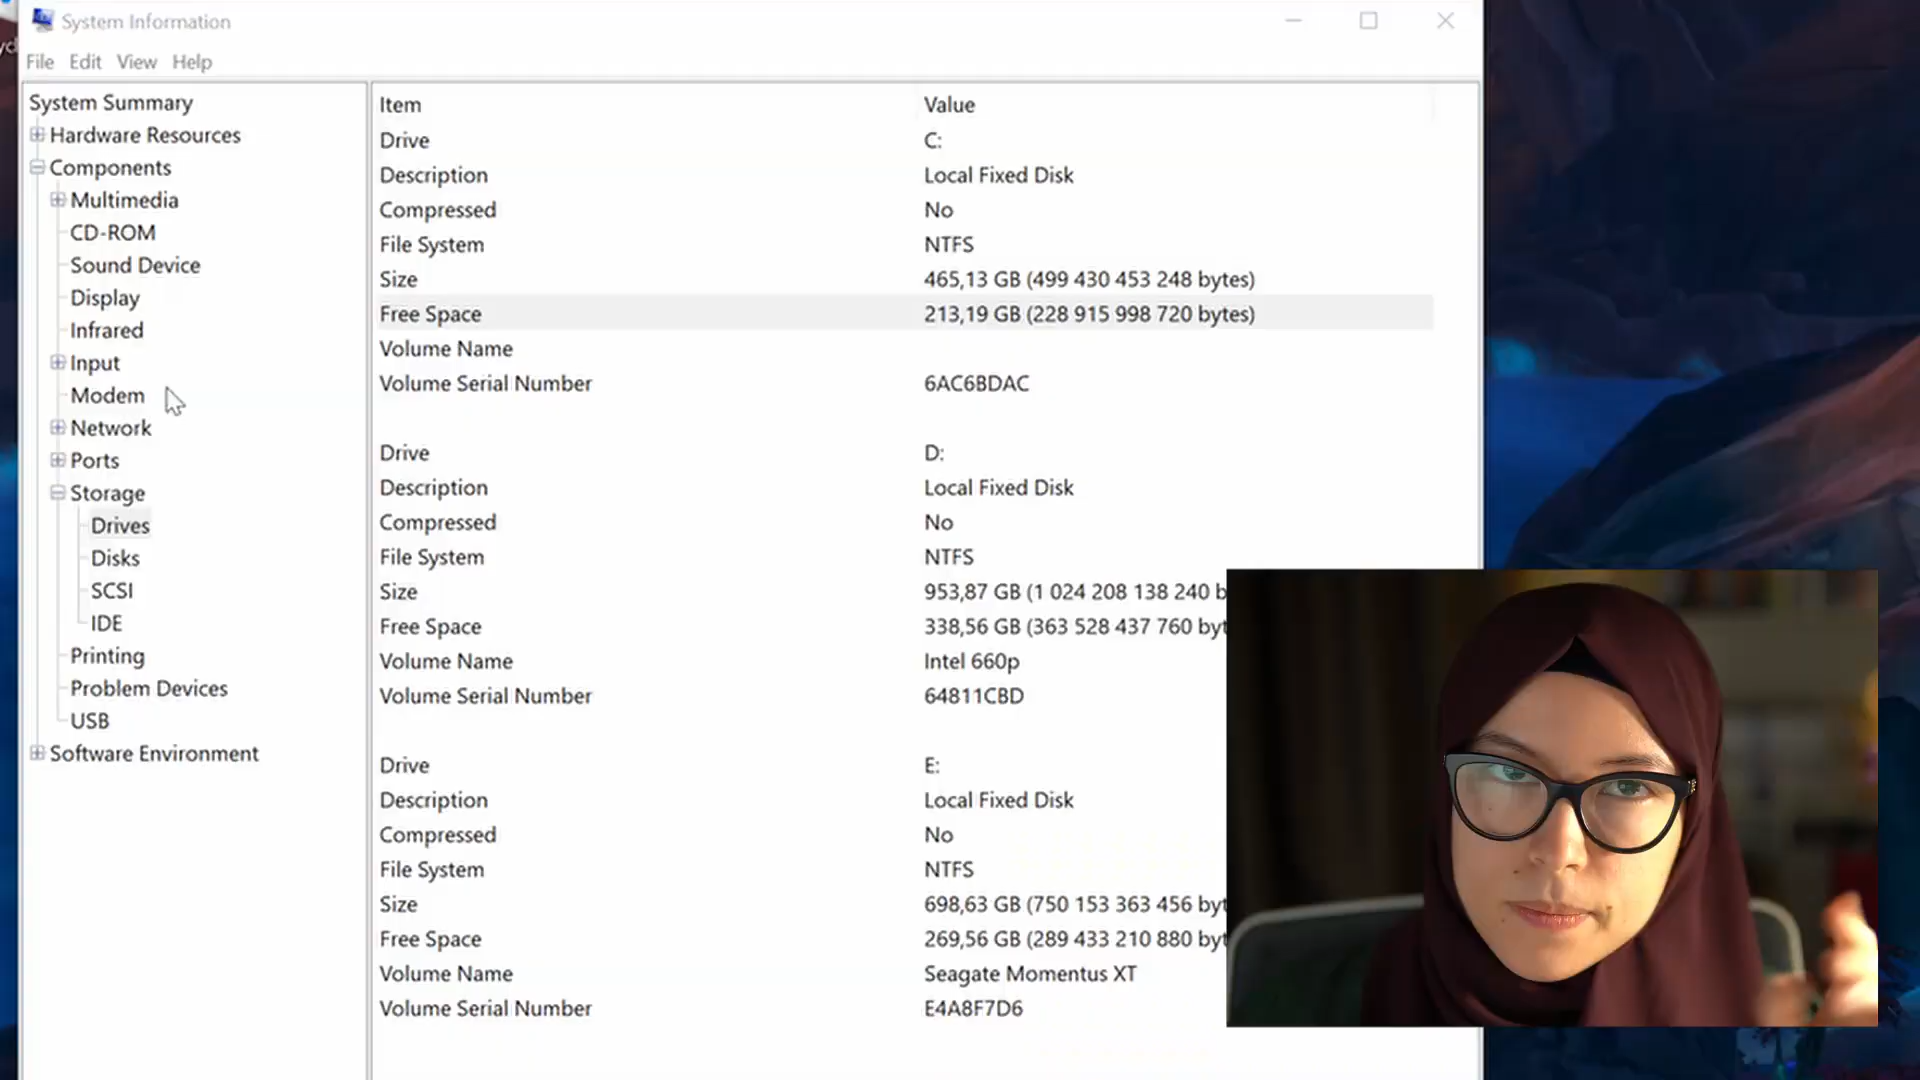 System Information
File Edit View Help
System Summary
Hardware Resources
Components
Multimedia
CD-ROM
Sound Device
Display
Infrared
Input
Modem
Network
Ports
Storage
Drives
Disks
SCSI
IDE
Printing
Problem Devices
USB
Software Environment
Item Value
Drive C:
Description Local Fixed Disk
Compressed No
File System NTFS
Size 465,13 GB (499 430 453 248 bytes)
Free Space 213,19 GB (228 915 998 720 bytes)
Volume Name
Volume Serial Number 6AC6BDAC
Drive D:
Description Local Fixed Disk
Compressed No
File System NTFS
Size 953,87 GB (1 024 208 138 240 b
Free Space 338,56 GB (363 528 437 760 byt
Volume Name Intel 660p
Volume Serial Number 64811CBD
Drive E:
Description Local Fixed Disk
Compressed No
File System NTFS
Size 698,63 GB (750 153 363 456 byt
Free Space 269,56 GB (289 433 210 880 byt
Volume Name Seagate Momentus XT
Volume Serial Number E4A8F7D6